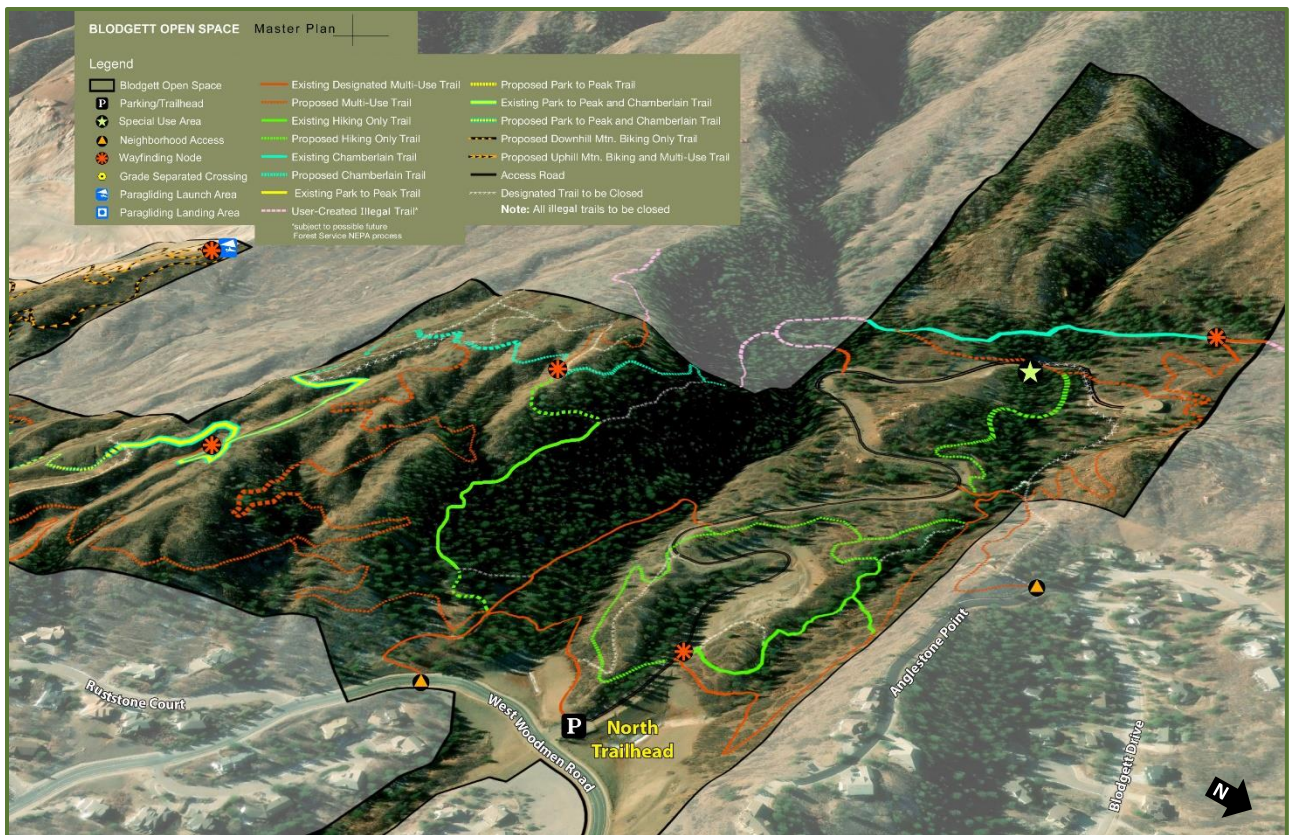 BLODGETT OPEN SPACE Master Plan
Legend
Blodgett Open Space
P Parking/Trailhead
Special Use Area
Neighborhood Access
Wayfinding Node
Grade Separated Crossing
Paragliding Launch Area
Paragliding Landing Area
Existing Designated Multi-Use Trail
Proposed Multi-Use Trail
Existing Hiking Only Trail
Proposed Hiking Only Trail
Existing Chamberlain Trail
Proposed Chamberlain Trail
Existing Park to Peak Trail
User-Created Illegal Trail*
*subject to possible future
Forest Service NEPA process
Proposed Park to Peak Trail
Existing Park to Peak and Chamberlain Trail
Proposed Park to Peak and Chamberlain Trail
Proposed Downhill Mtn. Biking Only Trail
Proposed Uphill Mtn. Biking and Multi-Use Trail
Access Road
Designated Trail to be Closed
Note: All illegal trails to be closed
Ruststone Court
West Woodmen Road
P
North
Trailhead
Anglestone Point
Blodgett Drive
N